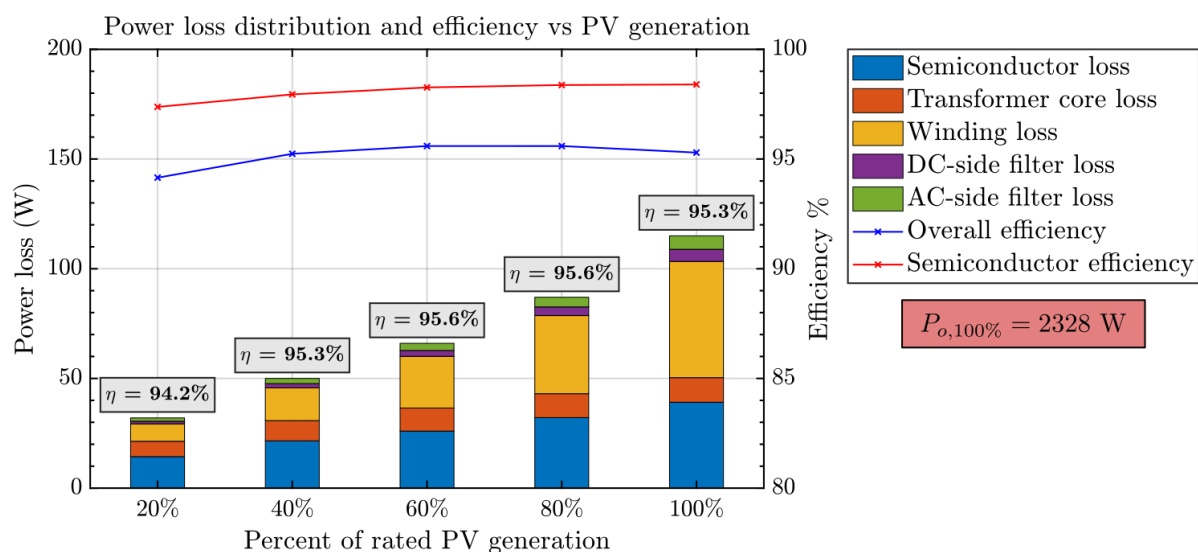 Power loss distribution and efficiency vs PV generation
200
150
100
50
0
Power loss (W)
100
95
90
85
80
Efficiency %
η = 94.2%
η = 95.3%
η = 95.6%
η = 95.6%
η = 95.3%
20%
40%
60%
80%
100%
Percent of rated PV generation
Semiconductor loss
Transformer core loss
Winding loss
DC-side filter loss
AC-side filter loss
Overall efficiency
Semiconductor efficiency
P_{o,100%} = 2328 W